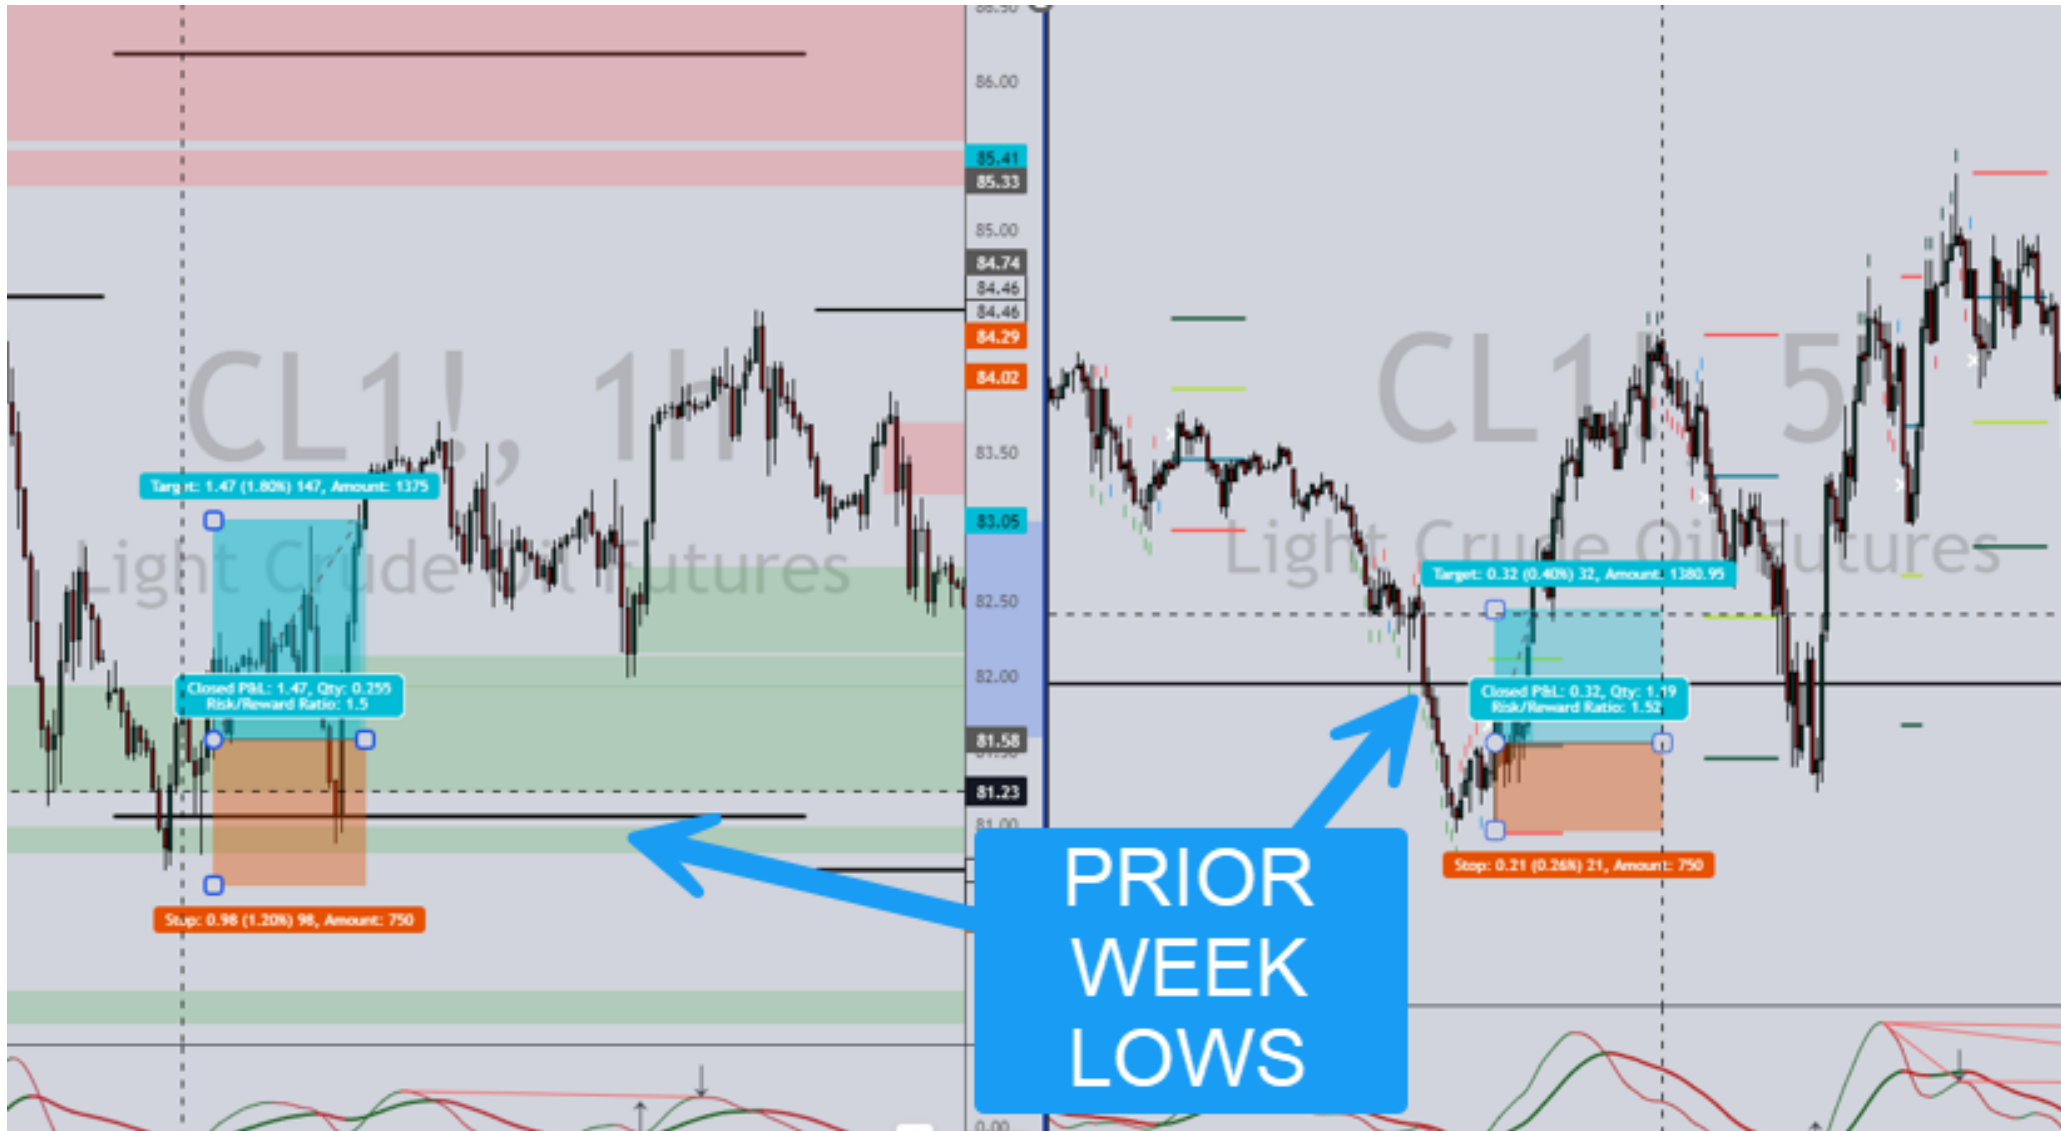 86.50
86.00
85.41
85.33
85.00
84.74
84.46
84.46
84.29
84.02
83.50
83.05
82.50
82.00
81.58
81.23
81.00
0.00
CL1!, 1h
Light Crude Oil Futures
Target: 1.47 (1.80%) 147, Amount: 1375
Closed P&L: 1.47, Qty: 0.255
Risk/Reward Ratio: 1.5
Stop: 0.98 (1.20%) 98, Amount: 750
CL1! 5
Light Crude Oil Futures
Target: 0.32 (0.40%) 32, Amount: 1380.95
Closed P&L: 0.32, Qty: 1.19
Risk/Reward Ratio: 1.52
Stop: 0.21 (0.26%) 21, Amount: 750
PRIOR
WEEK
LOWS